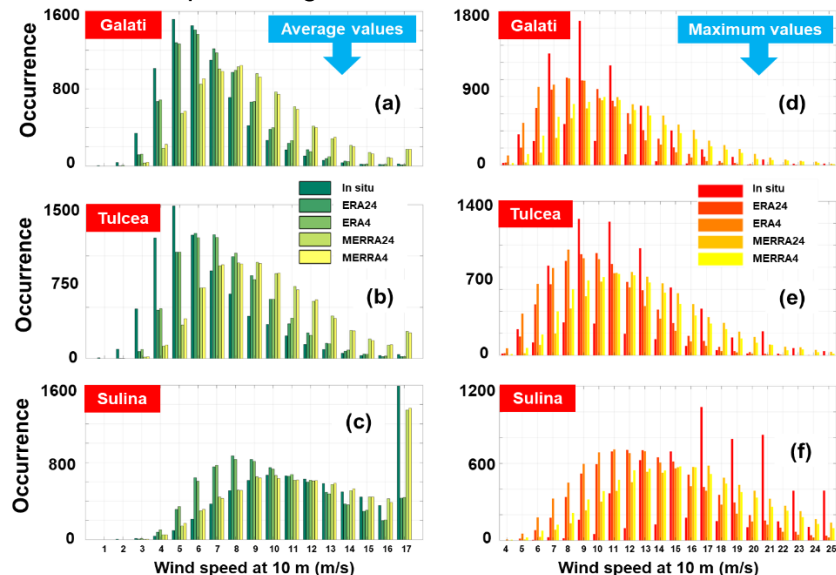 1600 Galati Average values (a) 800 0 Occurrence
1500 Tulcea (b) 750 0 Occurrence
In situ
ERA24
ERA4
MERRA24
MERRA4
1600 Sulina (c) 800 0 Occurrence
1 2 3 4 5 6 7 8 9 10 11 12 13 14 15 16 17
Wind speed at 10 m (m/s)
1800 Galati Maximum values (d) 900 0
1400 Tulcea (e) 700 0
In situ
ERA24
ERA4
MERRA24
MERRA4
1200 Sulina (f) 600 0
4 5 6 7 8 9 10 11 12 13 14 15 16 17 18 19 20 21 22 23 24 25
Wind speed at 10 m (m/s)